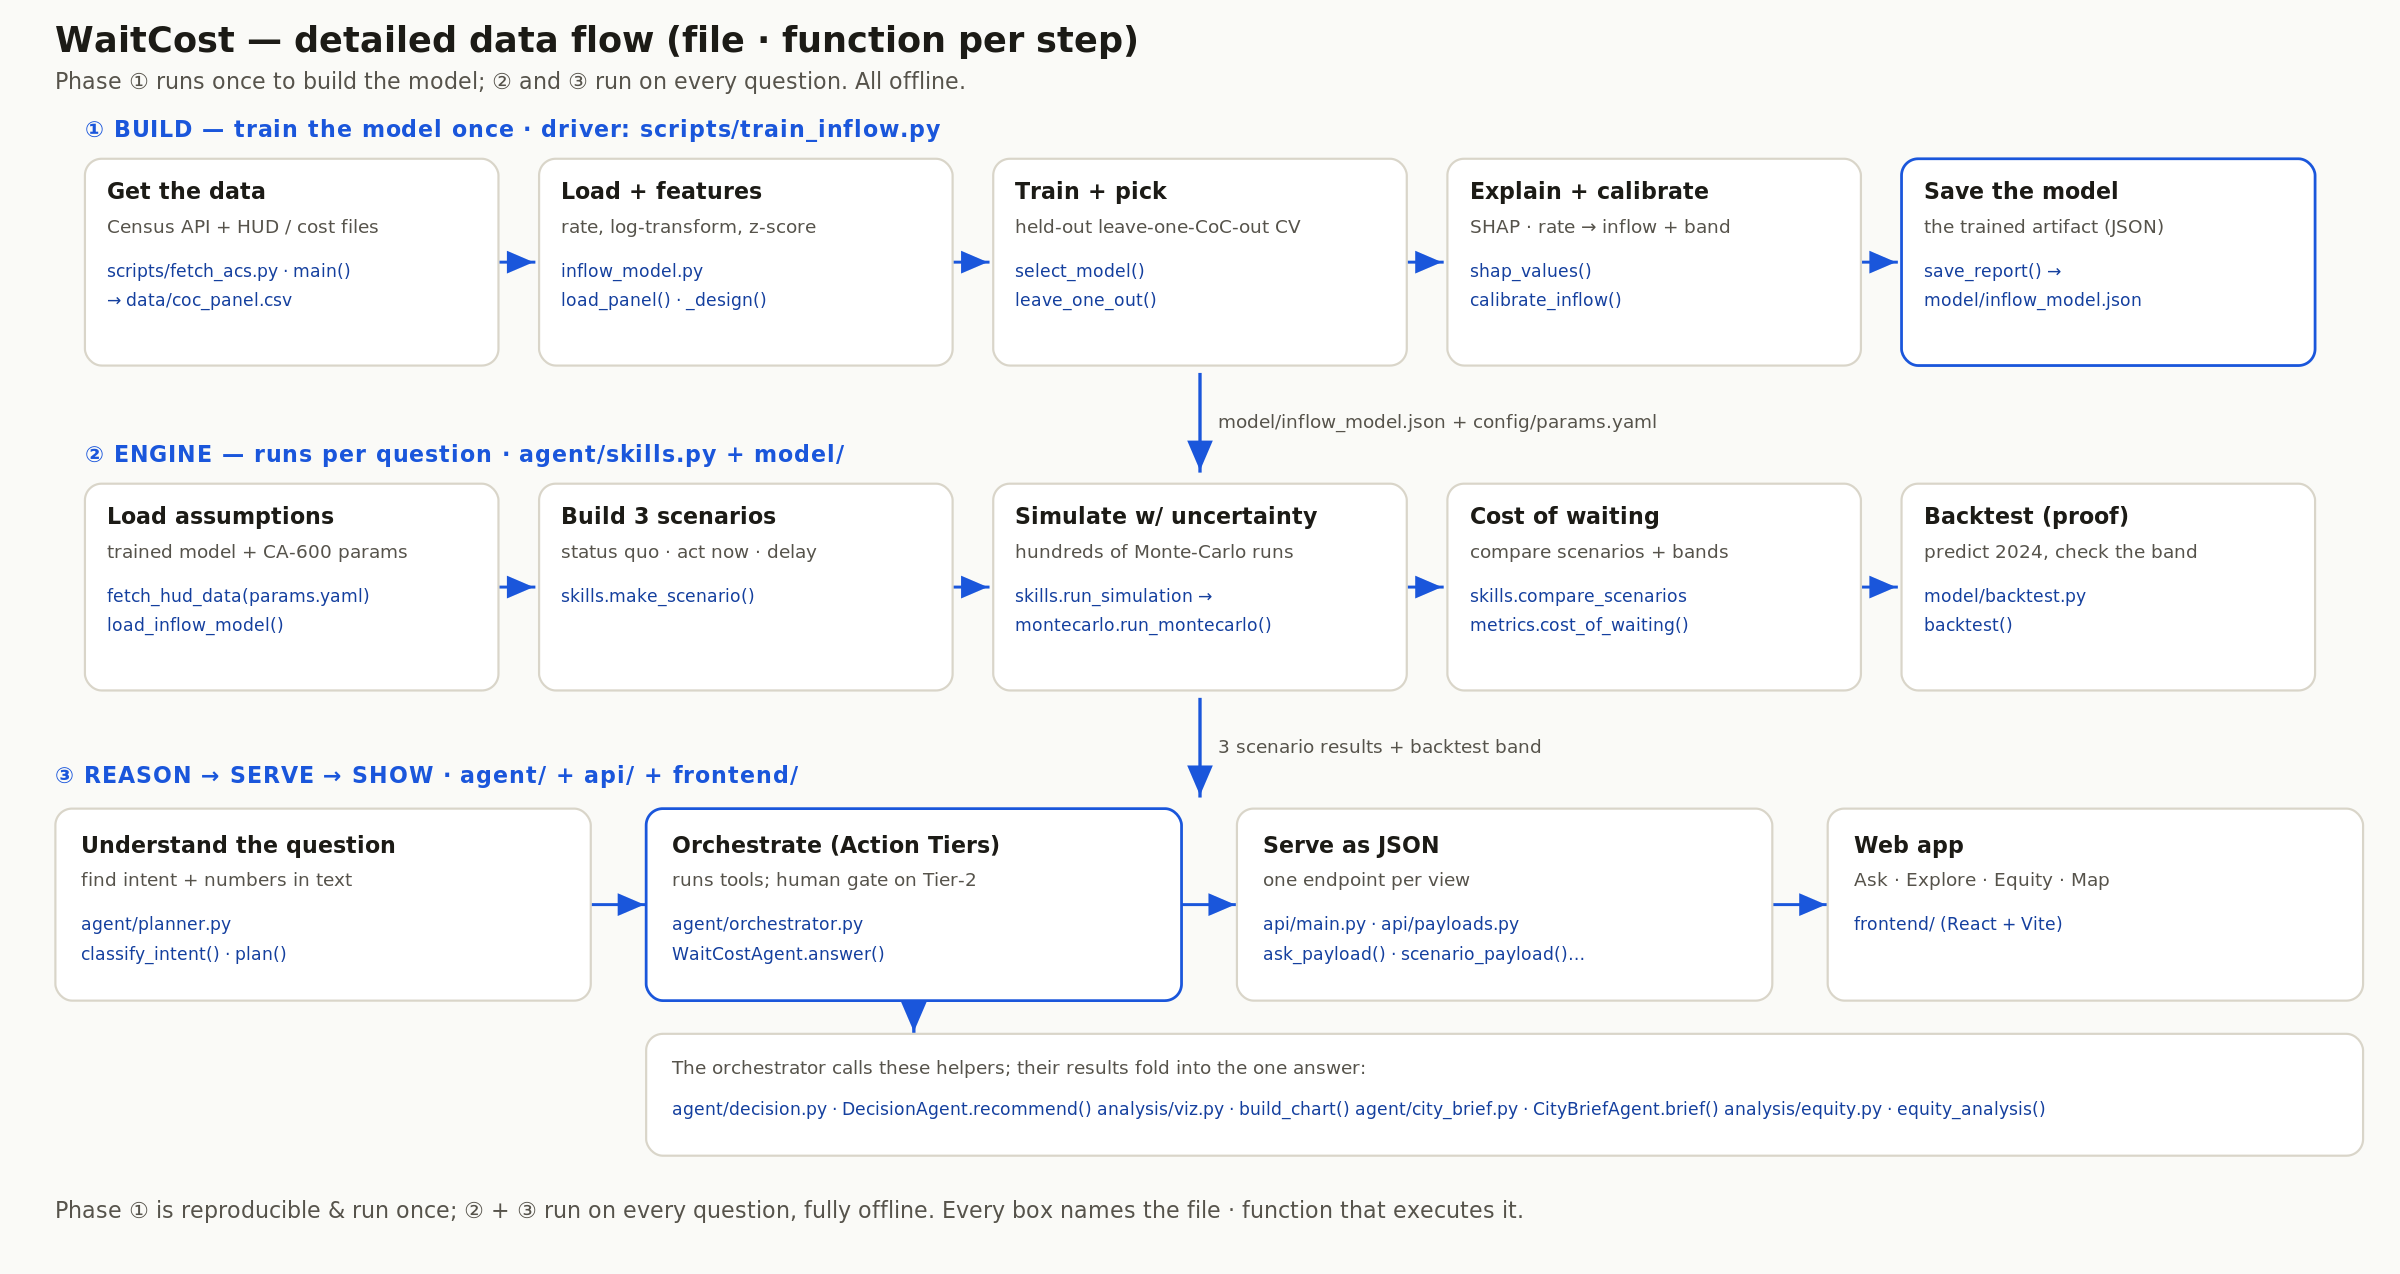 WaitCost — detailed data flow (file · function per step)
Phase ① runs once to build the model; ② and ③ run on every question. All offline.
① BUILD — train the model once · driver: scripts/train_inflow.py
Get the data
Census API + HUD / cost files
scripts/fetch_acs.py · main()
→ data/coc_panel.csv
Load + features
rate, log-transform, z-score
inflow_model.py
load_panel() · _design()
Train + pick
held-out leave-one-CoC-out CV
select_model()
leave_one_out()
Explain + calibrate
SHAP · rate → inflow + band
shap_values()
calibrate_inflow()
Save the model
the trained artifact (JSON)
save_report() →
model/inflow_model.json
model/inflow_model.json + config/params.yaml
② ENGINE — runs per question · agent/skills.py + model/
Load assumptions
trained model + CA-600 params
fetch_hud_data(params.yaml)
load_inflow_model()
Build 3 scenarios
status quo · act now · delay
skills.make_scenario()
Simulate w/ uncertainty
hundreds of Monte-Carlo runs
skills.run_simulation →
montecarlo.run_montecarlo()
Cost of waiting
compare scenarios + bands
skills.compare_scenarios
metrics.cost_of_waiting()
Backtest (proof)
predict 2024, check the band
model/backtest.py
backtest()
3 scenario results + backtest band
③ REASON → SERVE → SHOW · agent/ + api/ + frontend/
Understand the question
find intent + numbers in text
agent/planner.py
classify_intent() · plan()
Orchestrate (Action Tiers)
runs tools; human gate on Tier-2
agent/orchestrator.py
WaitCostAgent.answer()
Serve as JSON
one endpoint per view
api/main.py · api/payloads.py
ask_payload() · scenario_payload()…
Web app
Ask · Explore · Equity · Map
frontend/ (React + Vite)
The orchestrator calls these helpers; their results fold into the one answer:
agent/decision.py · DecisionAgent.recommend() analysis/viz.py · build_chart() agent/city_brief.py · CityBriefAgent.brief() analysis/equity.py · equity_analysis()
Phase ① is reproducible & run once; ② + ③ run on every question, fully offline. Every box names the file · function that executes it.